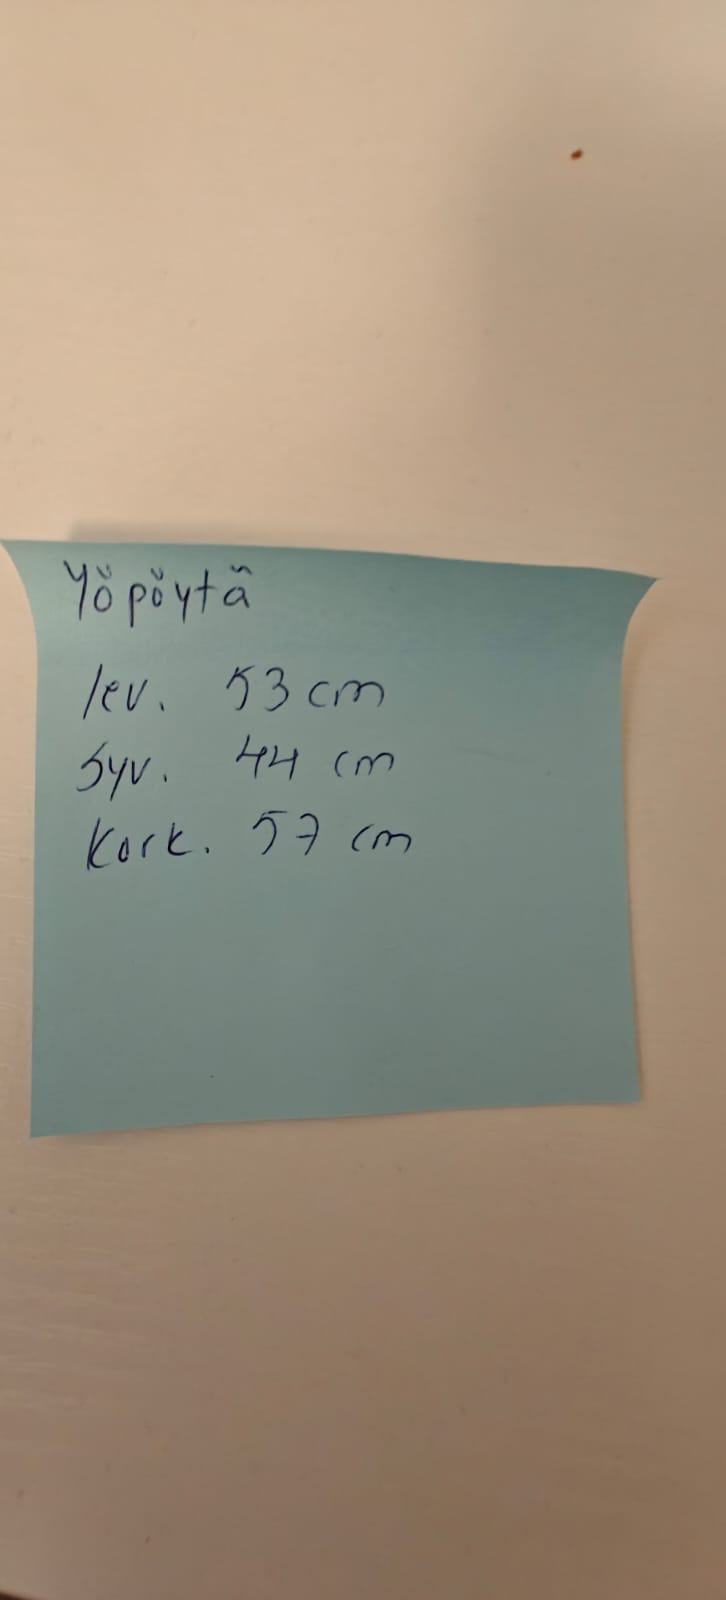 Yöpöytä
lev. 53 cm
syv. 44 cm
Kork. 57 cm